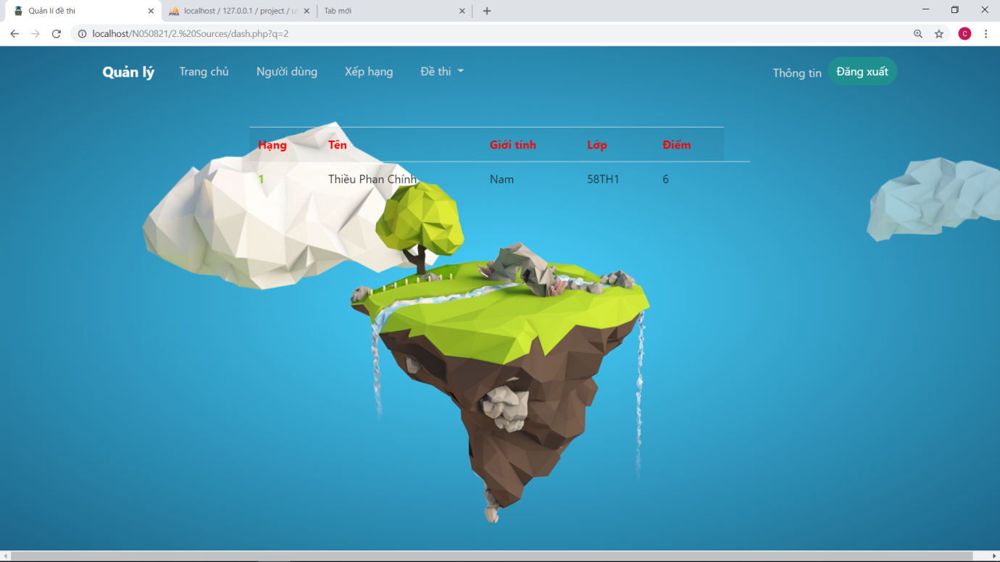 Quản lí đề thi
localhost / 127.0.0.1 / project / us
Tab mới
localhost/N050821/2.%20Sources/dash.php?q=2
C
Quản lý Trang chủ Người dùng Xếp hạng Đề thi Thông tin Đăng xuất
Hạng Tên Giới tính Lớp Điểm
1 Thiều Phan Chính Nam 58TH1 6